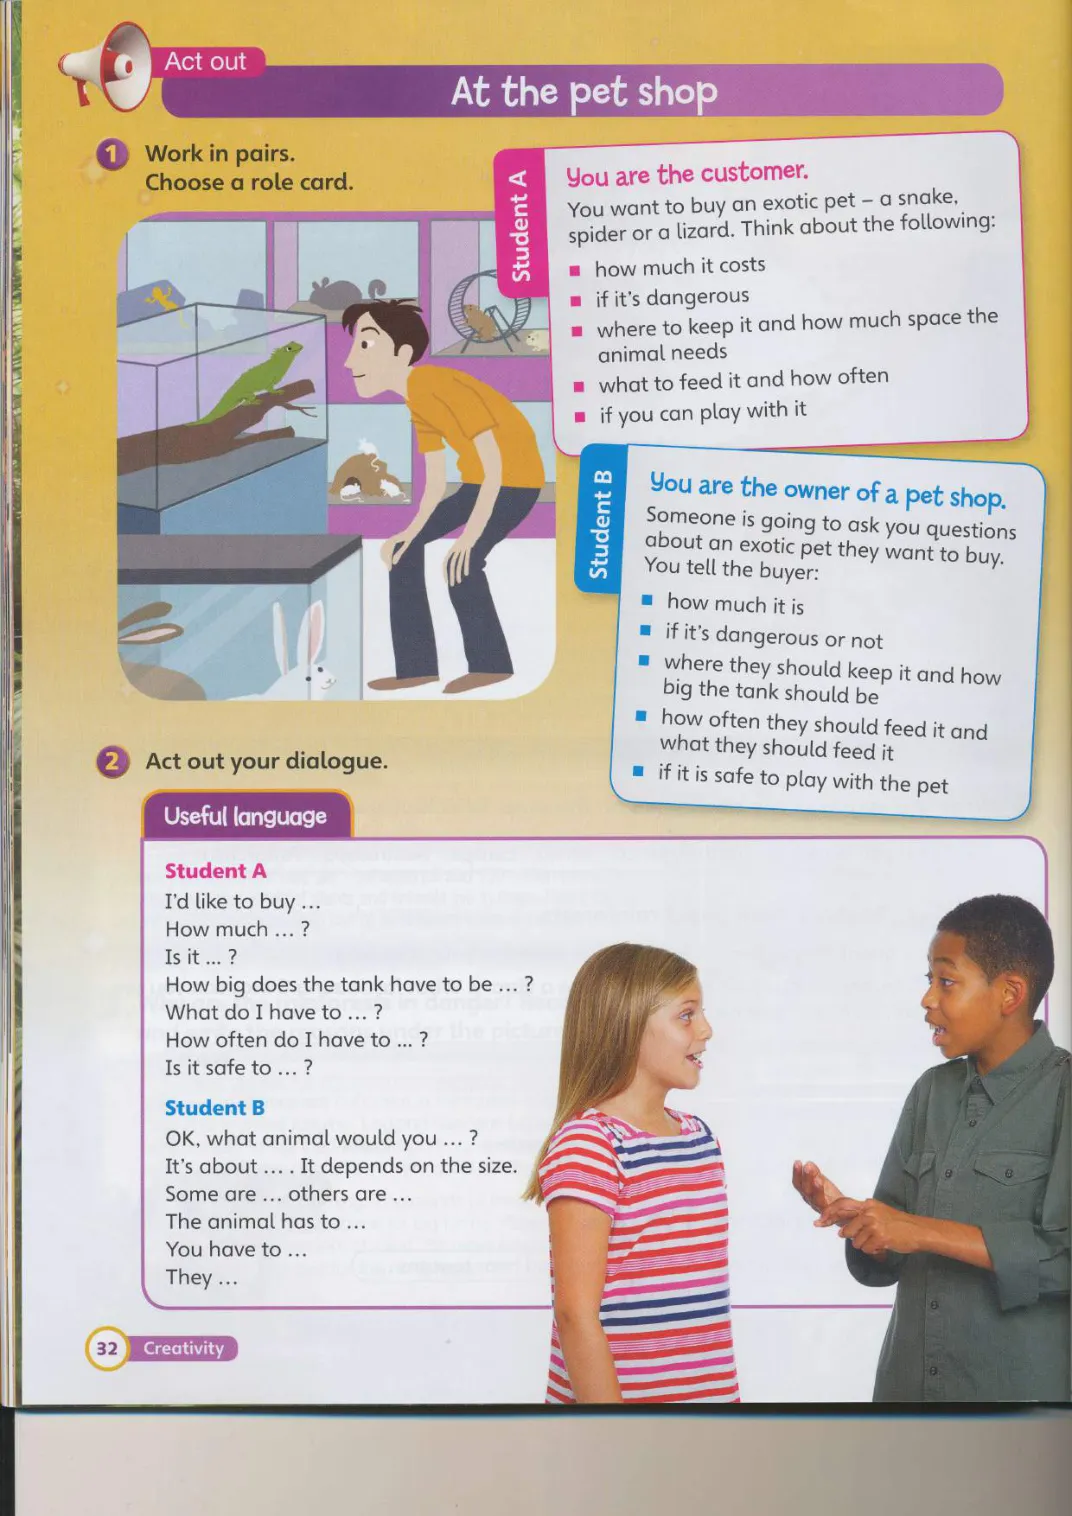 Act out
At the pet shop
1 Work in pairs.
Choose a role card.
Student A
You are the customer.
You want to buy an exotic pet – a snake,
spider or a lizard. Think about the following:
■ how much it costs
■ if it's dangerous
■ where to keep it and how much space the
animal needs
■ what to feed it and how often
■ if you can play with it
Student B
You are the owner of a pet shop.
Someone is going to ask you questions
about an exotic pet they want to buy.
You tell the buyer:
■ how much it is
■ if it's dangerous or not
■ where they should keep it and how
big the tank should be
■ how often they should feed it and
what they should feed it
■ if it is safe to play with the pet
2 Act out your dialogue.
Useful language
Student A
I'd like to buy ...
How much ... ?
Is it ... ?
How big does the tank have to be ... ?
What do I have to ... ?
How often do I have to ... ?
Is it safe to ... ?
Student B
OK, what animal would you ... ?
It's about ... . It depends on the size.
Some are ... others are ...
The animal has to ...
You have to ...
They ...
32 Creativity